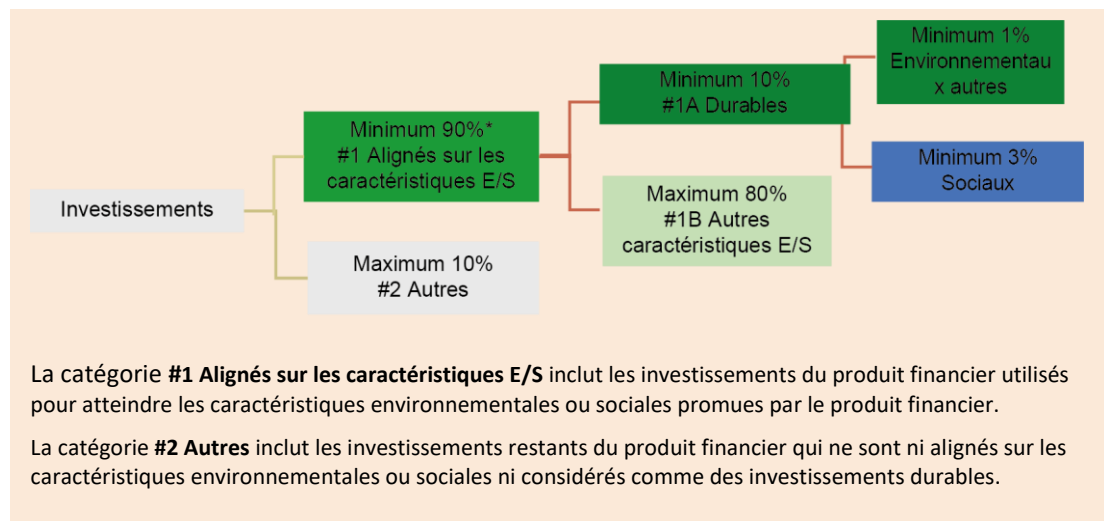 Investissements
Minimum 90%*
#1 Alignés sur les
caractéristiques E/S
Maximum 10%
#2 Autres
Minimum 10%
#1A Durables
Maximum 80%
#1B Autres
caractéristiques E/S
Minimum 1%
Environnementau
x autres
Minimum 3%
Sociaux
La catégorie #1 Alignés sur les caractéristiques E/S inclut les investissements du produit financier utilisés
pour atteindre les caractéristiques environnementales ou sociales promues par le produit financier.
La catégorie #2 Autres inclut les investissements restants du produit financier qui ne sont ni alignés sur les
caractéristiques environnementales ou sociales ni considérés comme des investissements durables.